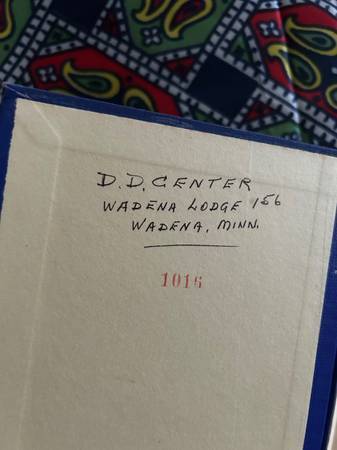 D.D. CENTER
WADENA LODGE 156
WADENA, MINN.
1016